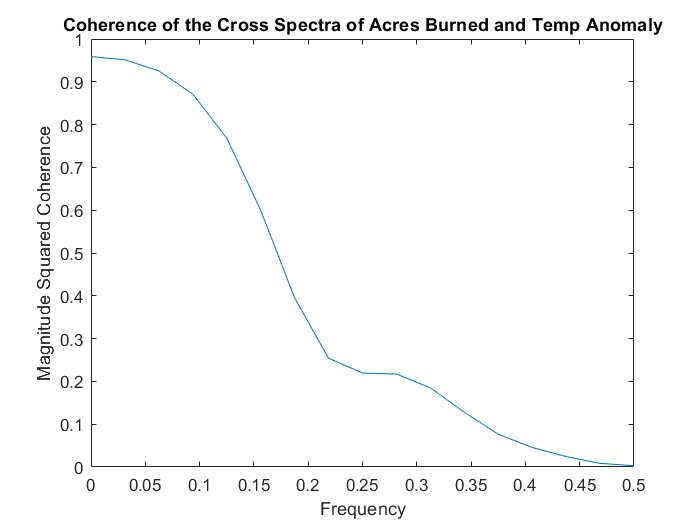 Coherence of the Cross Spectra of Acres Burned and Temp Anomaly
1
0.9
0.8
0.7
0.6
0.5
0.4
0.3
0.2
0.1
0
Magnitude Squared Coherence
0 0.05 0.1 0.15 0.2 0.25 0.3 0.35 0.4 0.45 0.5
Frequency